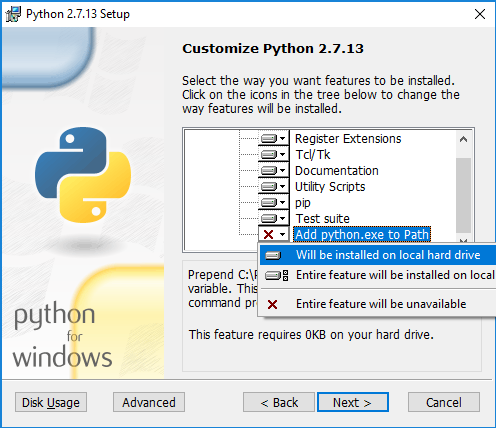 Python 2.7.13 Setup
Customize Python 2.7.13
Select the way you want features to be installed.
Click on the icons in the tree below to change the
way features will be installed.
Register Extensions
Tcl/Tk
Documentation
Utility Scripts
pip
Test suite
Add python.exe to Path
Will be installed on local hard drive
Entire feature will be installed on local
Entire feature will be unavailable
Prepend C:\
variable. This
command pr
This feature requires 0KB on your hard drive.
python
for
windows
Disk Usage
Advanced
< Back
Next >
Cancel